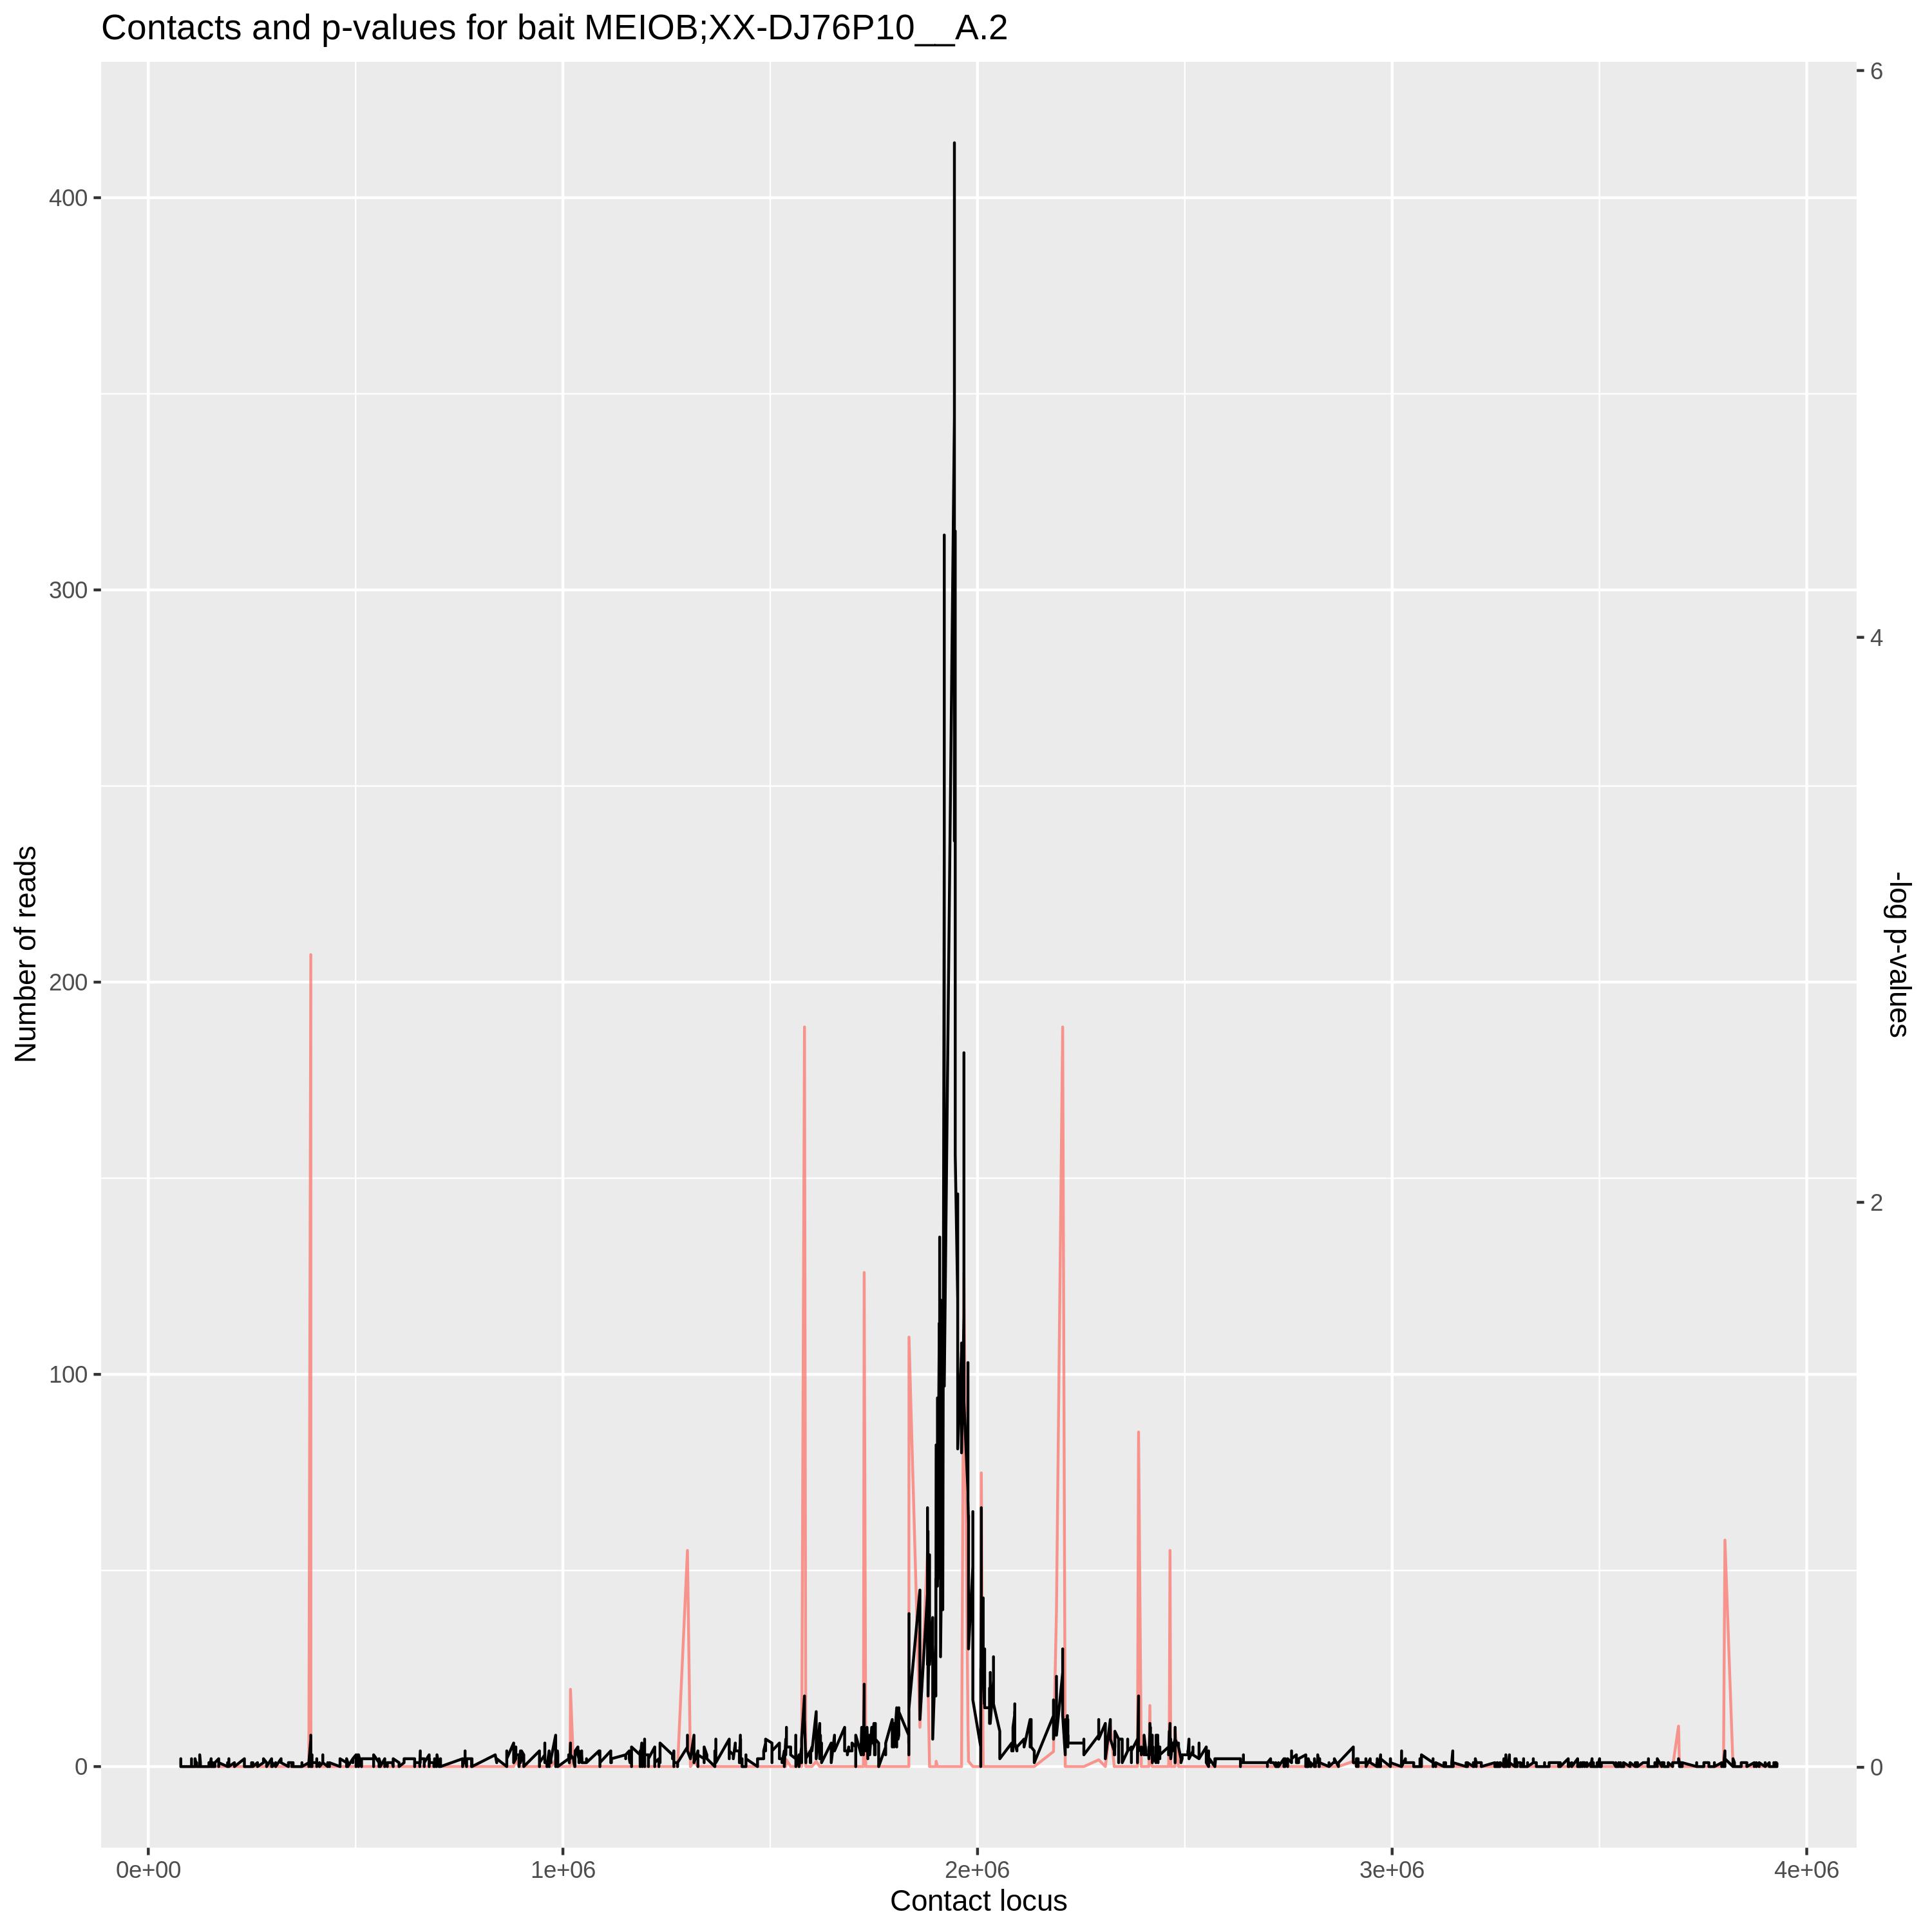 Contacts and p-values for bait MEIOB;XX-DJ76P10__A.2
Number of reads
400
300
200
100
0
6
4
2
0
-log p-values
0e+00 1e+06 2e+06 3e+06 4e+06
Contact locus